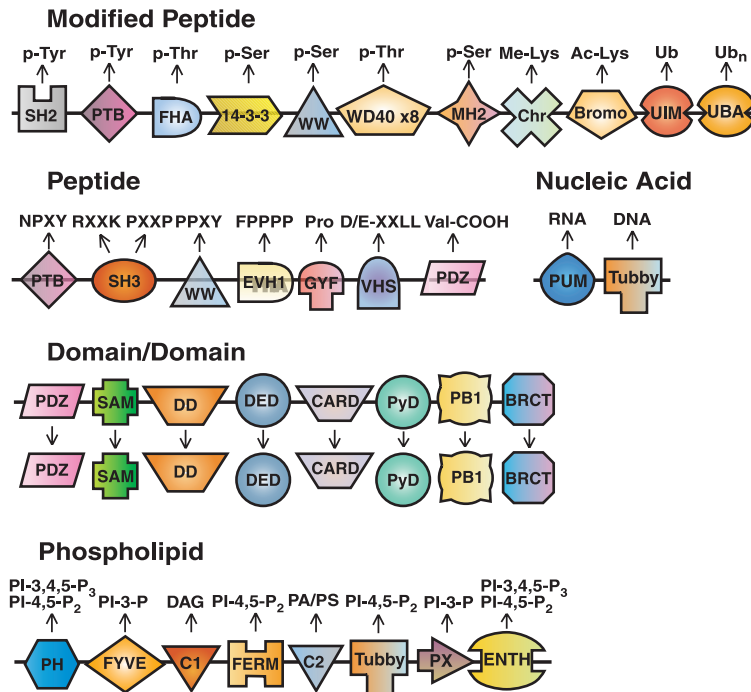 Modified Peptide
p-Tyr p-Tyr p-Thr p-Ser p-Ser p-Thr p-Ser Me-Lys Ac-Lys Ub Ubn
SH2 PTB FHA 14-3-3 WW WD40 x8 MH2 Chr Bromo UIM UBA
Peptide
NPXY RXXK PXXP PPXY FPPPP Pro D/E-XXLL Val-COOH
PTB SH3 WW EVH1 GYF VHS PDZ
Nucleic Acid
RNA DNA
PUM Tubby
Domain/Domain
PDZ SAM DD DED CARD PyD PB1 BRCT
PDZ SAM DD DED CARD PyD PB1 BRCT
Phospholipid
PI-3,4,5-P3 PI-3,4,5-P3
PI-4,5-P2 PI-3-P DAG PI-4,5-P2 PA/PS PI-4,5-P2 PI-3-P PI-4,5-P2
PH FYVE C1 FERM C2 Tubby PX ENTH